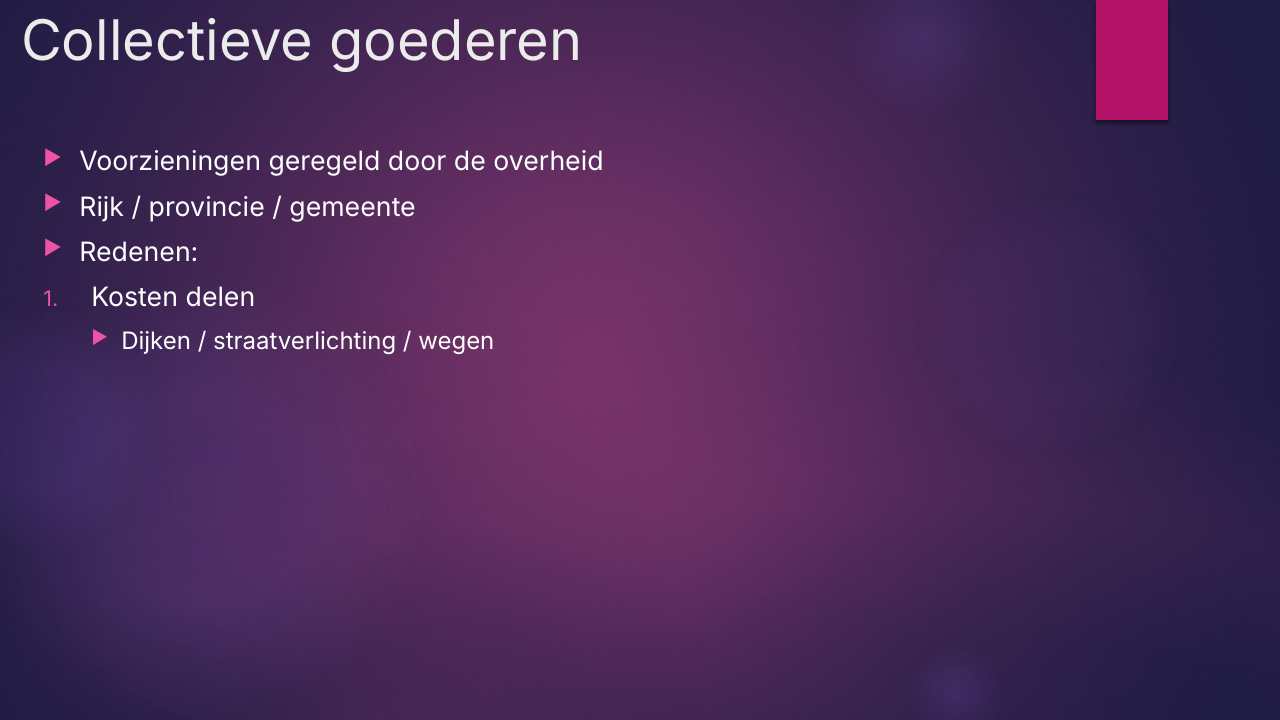 Collectieve goederen
Voorzieningen geregeld door de overheid
Rijk / provincie / gemeente
Redenen:
1. Kosten delen
Dijken / straatverlichting / wegen